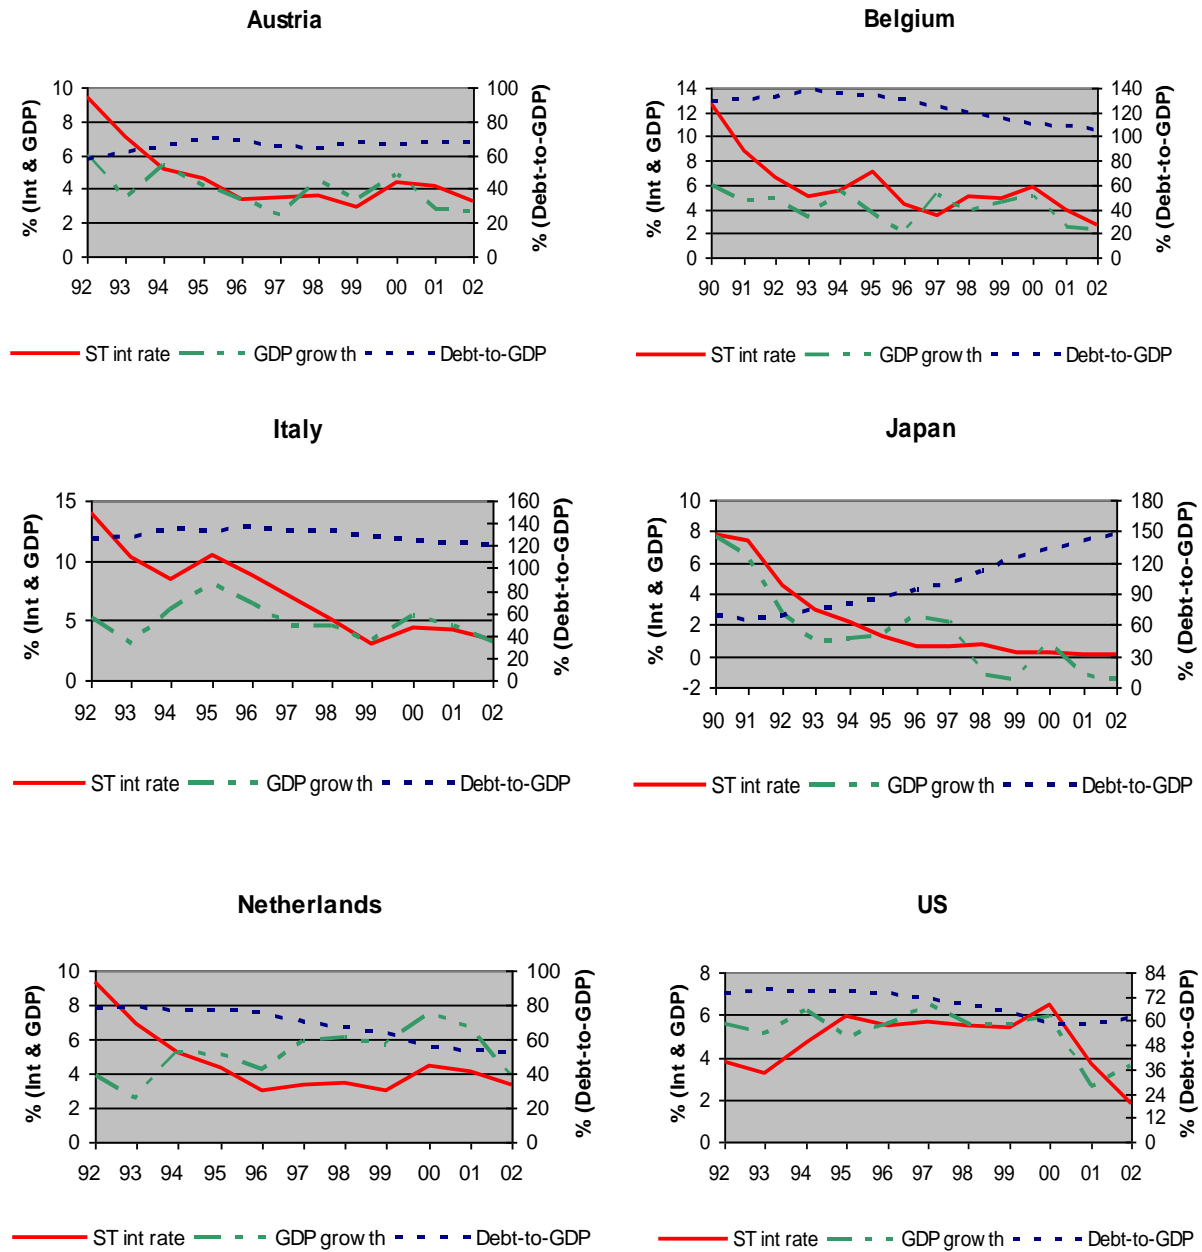 Austria
% (Int & GDP)
10
8
6
4
2
0
100
80
60
40
20
0
% (Debt-to-GDP)
92 93 94 95 96 97 98 99 00 01 02
ST int rate GDP growth Debt-to-GDP
Belgium
% (Int & GDP)
14
12
10
8
6
4
2
0
140
120
100
80
60
40
20
0
% (Debt-to-GDP)
90 91 92 93 94 95 96 97 98 99 00 01 02
ST int rate GDP growth Debt-to-GDP
Italy
% (Int & GDP)
15
10
5
0
160
140
120
100
80
60
40
20
0
% (Debt-to-GDP)
92 93 94 95 96 97 98 99 00 01 02
ST int rate GDP growth Debt-to-GDP
Japan
% (Int & GDP)
10
8
6
4
2
0
-2
180
150
120
90
60
30
0
% (Debt-to-GDP)
90 91 92 93 94 95 96 97 98 99 00 01 02
ST int rate GDP growth Debt-to-GDP
Netherlands
% (Int & GDP)
10
8
6
4
2
0
100
80
60
40
20
0
% (Debt-to-GDP)
92 93 94 95 96 97 98 99 00 01 02
ST int rate GDP growth Debt-to-GDP
US
% (Int & GDP)
8
6
4
2
0
84
72
60
48
36
24
12
0
% (Debt-to-GDP)
92 93 94 95 96 97 98 99 00 01 02
ST int rate GDP growth Debt-to-GDP